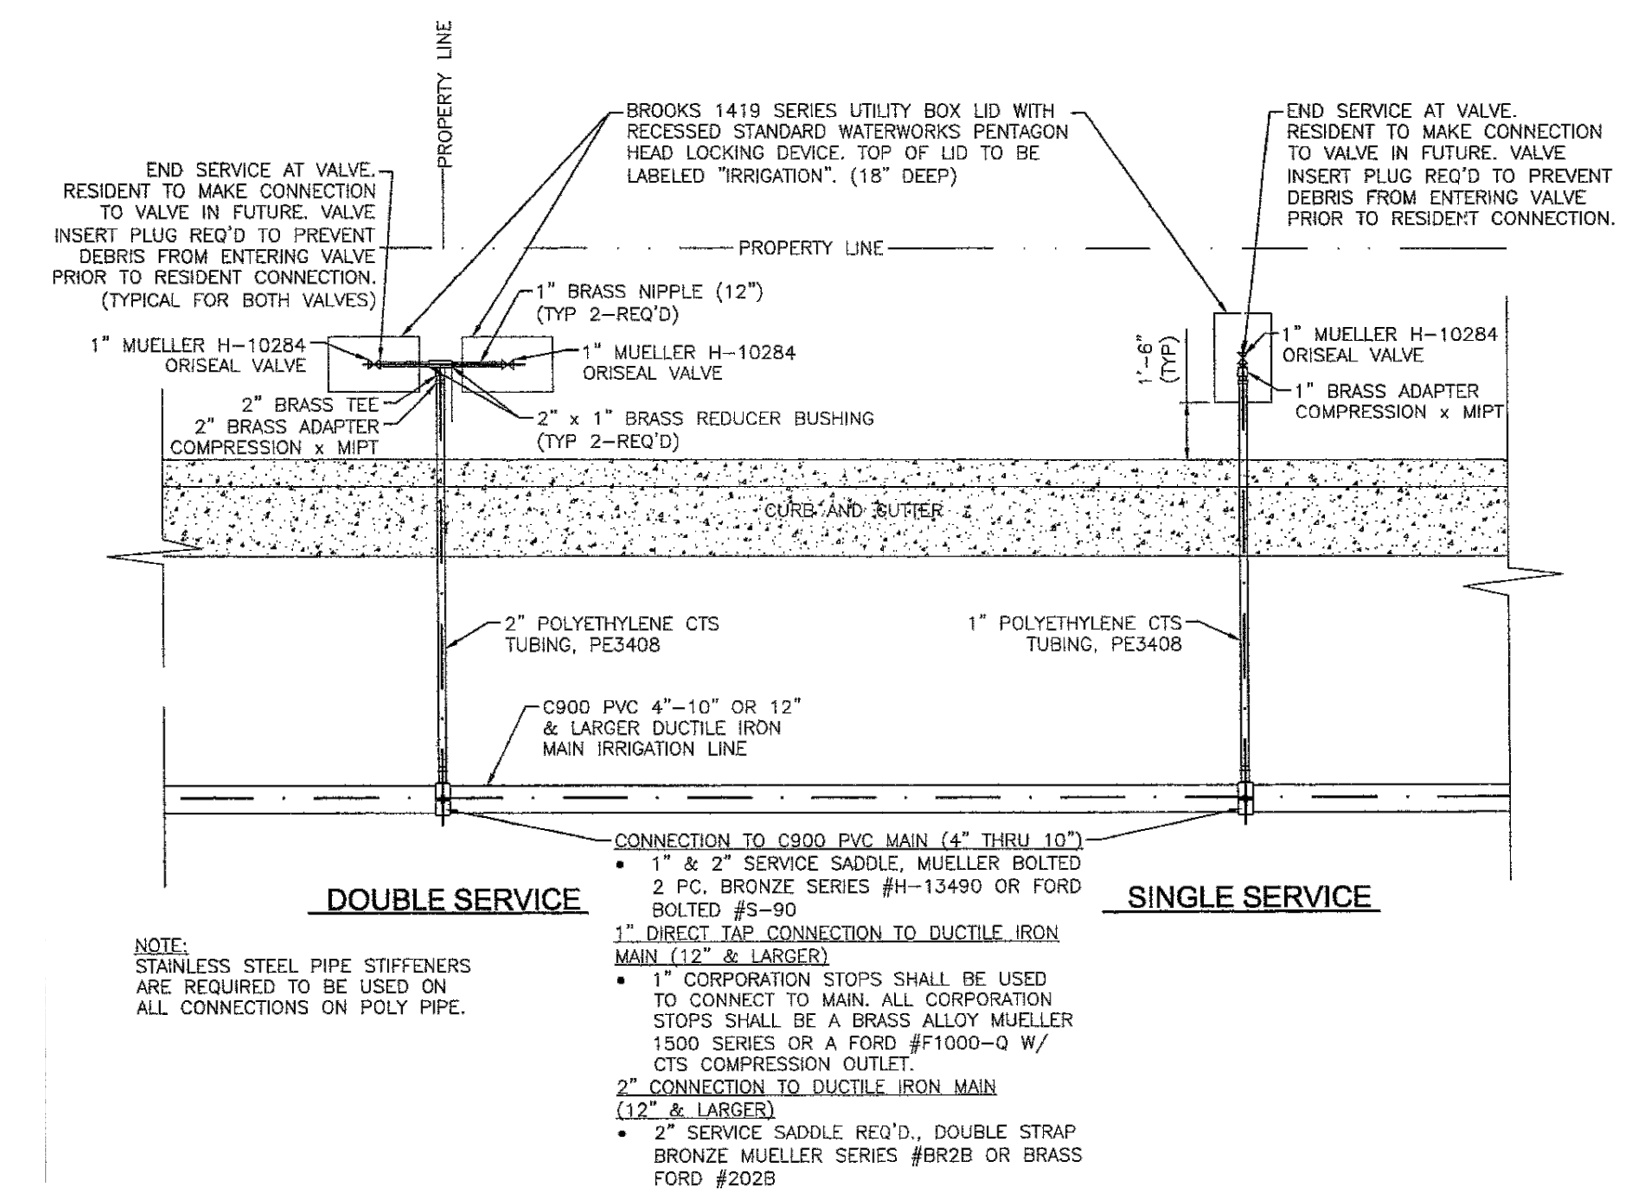 PROPERTY LINE
BROOKS 1419 SERIES UTILITY BOX LID WITH
RECESSED STANDARD WATERWORKS PENTAGON
HEAD LOCKING DEVICE. TOP OF LID TO BE
LABELED "IRRIGATION". (18" DEEP)
END SERVICE AT VALVE.
RESIDENT TO MAKE CONNECTION
TO VALVE IN FUTURE. VALVE
INSERT PLUG REQ'D TO PREVENT
DEBRIS FROM ENTERING VALVE
PRIOR TO RESIDENT CONNECTION.
END SERVICE AT VALVE.
RESIDENT TO MAKE CONNECTION
TO VALVE IN FUTURE. VALVE
INSERT PLUG REQ'D TO PREVENT
DEBRIS FROM ENTERING VALVE
PRIOR TO RESIDENT CONNECTION.
(TYPICAL FOR BOTH VALVES)
PROPERTY LINE
1" BRASS NIPPLE (12")
(TYP 2-REQ'D)
1" MUELLER H-10284
ORISEAL VALVE
1" MUELLER H-10284
ORISEAL VALVE
1'-6"
(TYP)
1" MUELLER H-10284
ORISEAL VALVE
1" BRASS ADAPTER
COMPRESSION x MIPT
2" BRASS TEE
2" BRASS ADAPTER
COMPRESSION x MIPT
2" x 1" BRASS REDUCER BUSHING
(TYP 2-REQ'D)
CURB AND GUTTER
2" POLYETHYLENE CTS
TUBING, PE3408
1" POLYETHYLENE CTS
TUBING, PE3408
C900 PVC 4"-10" OR 12"
& LARGER DUCTILE IRON
MAIN IRRIGATION LINE
CONNECTION TO C900 PVC MAIN (4" THRU 10")
• 1" & 2" SERVICE SADDLE, MUELLER BOLTED
2 PC. BRONZE SERIES #H-13490 OR FORD
BOLTED #S-90
1" DIRECT TAP CONNECTION TO DUCTILE IRON
MAIN (12" & LARGER)
• 1" CORPORATION STOPS SHALL BE USED
TO CONNECT TO MAIN. ALL CORPORATION
STOPS SHALL BE A BRASS ALLOY MUELLER
1500 SERIES OR A FORD #F1000-Q W/
CTS COMPRESSION OUTLET.
2" CONNECTION TO DUCTILE IRON MAIN
(12" & LARGER)
• 2" SERVICE SADDLE REQ'D., DOUBLE STRAP
BRONZE MUELLER SERIES #BR2B OR BRASS
FORD #202B
DOUBLE SERVICE
SINGLE SERVICE
NOTE:
STAINLESS STEEL PIPE STIFFENERS
ARE REQUIRED TO BE USED ON
ALL CONNECTIONS ON POLY PIPE.